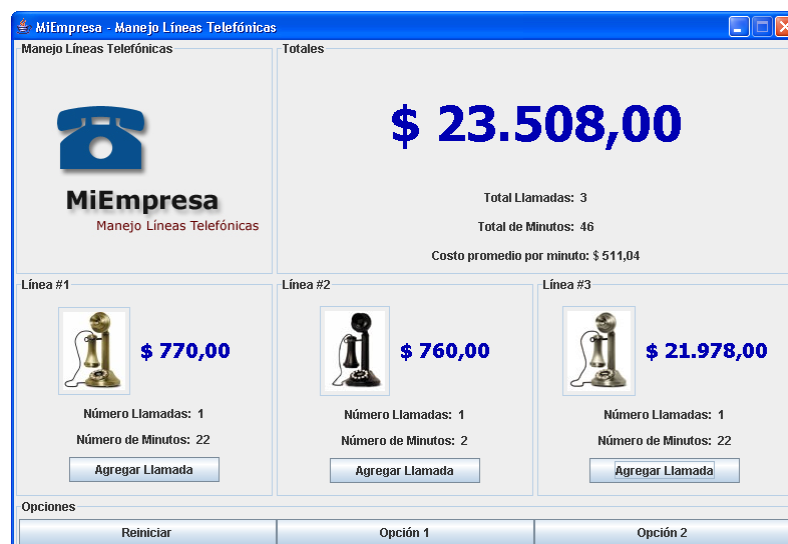 MiEmpresa - Manejo Líneas Telefónicas
Manejo Líneas Telefónicas
MiEmpresa
Manejo Líneas Telefónicas
Totales
$ 23.508,00
Total Llamadas: 3
Total de Minutos: 46
Costo promedio por minuto: $ 511,04
Línea #1
$ 770,00
Número Llamadas: 1
Número de Minutos: 22
Agregar Llamada
Línea #2
$ 760,00
Número Llamadas: 1
Número de Minutos: 2
Agregar Llamada
Línea #3
$ 21.978,00
Número Llamadas: 1
Número de Minutos: 22
Agregar Llamada
Opciones
Reiniciar
Opción 1
Opción 2